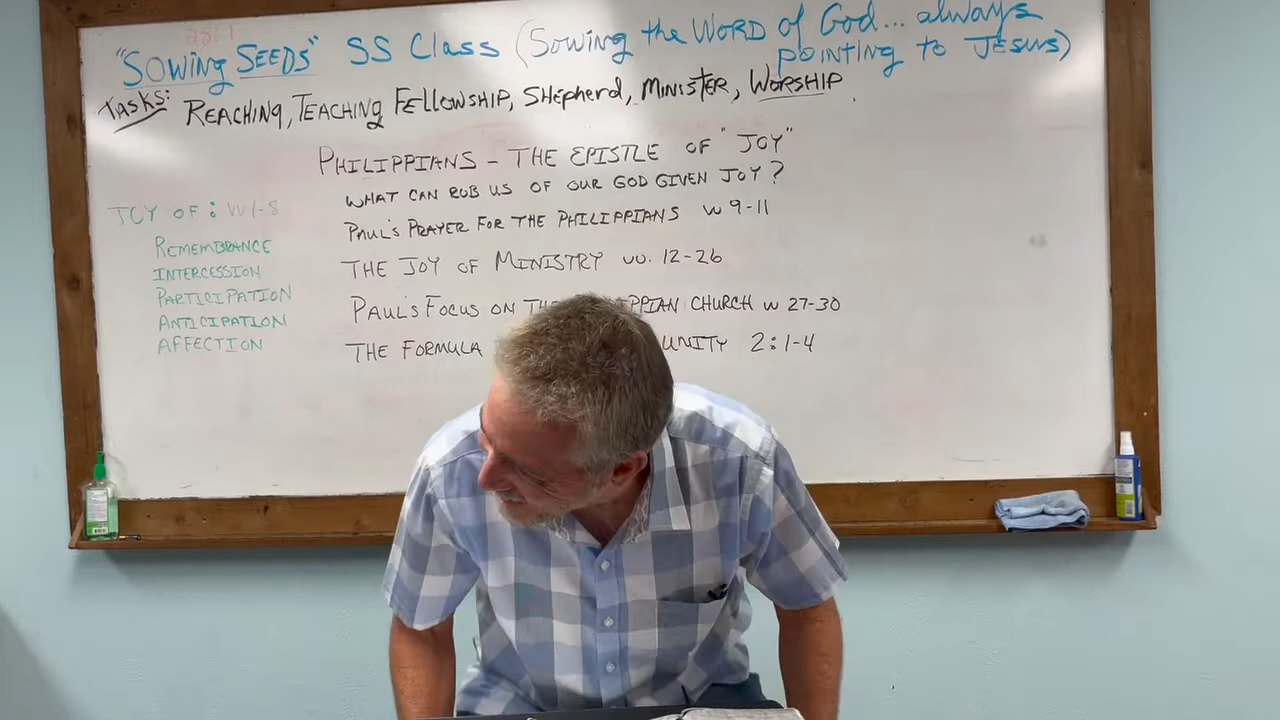 "Sowing Seeds" SS Class (Sowing the Word of God... always
pointing to Jesus)
Tasks: Reaching, Teaching Fellowship, Shepherd, Minister, Worship
Philippians - The Epistle of "Joy"
What can rob us of our God given joy?
Paul's Prayer for the Philippians vv 9-11
The Joy of Ministry vv. 12-26
Paul's Focus on the ippian Church vv 27-30
The Formula unity 2:1-4
Joy of: vv 1-8
Remembrance
Intercession
Participation
Anticipation
Affection